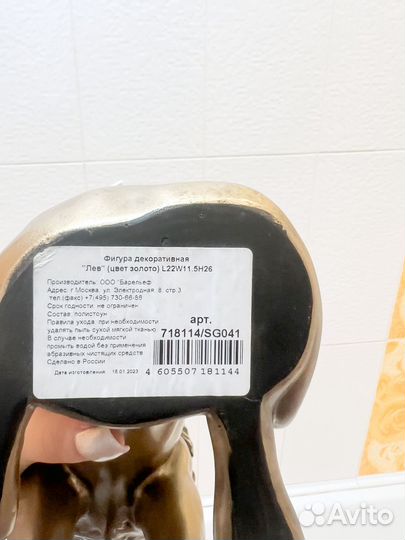 Фигура декоративная
"Лев" (цвет золото) L22W11.5H26
Производитель: ООО "Барельеф
Адрес: г.Москва, ул. Электродная, 8, стр.3
тел.(факс) +7(495) 730-66-88
Срок годности: не ограничен
Состав: полистоун
Правила ухода: при необходимости
удалять пыль сухой мягкой тканью
В случае необходимости
промыть водой без применения
абразивных чистящих средств
Сделано в России
Дата изготовления 18.01.2023
арт.
718114/SG041
4 605507 181144
Avito